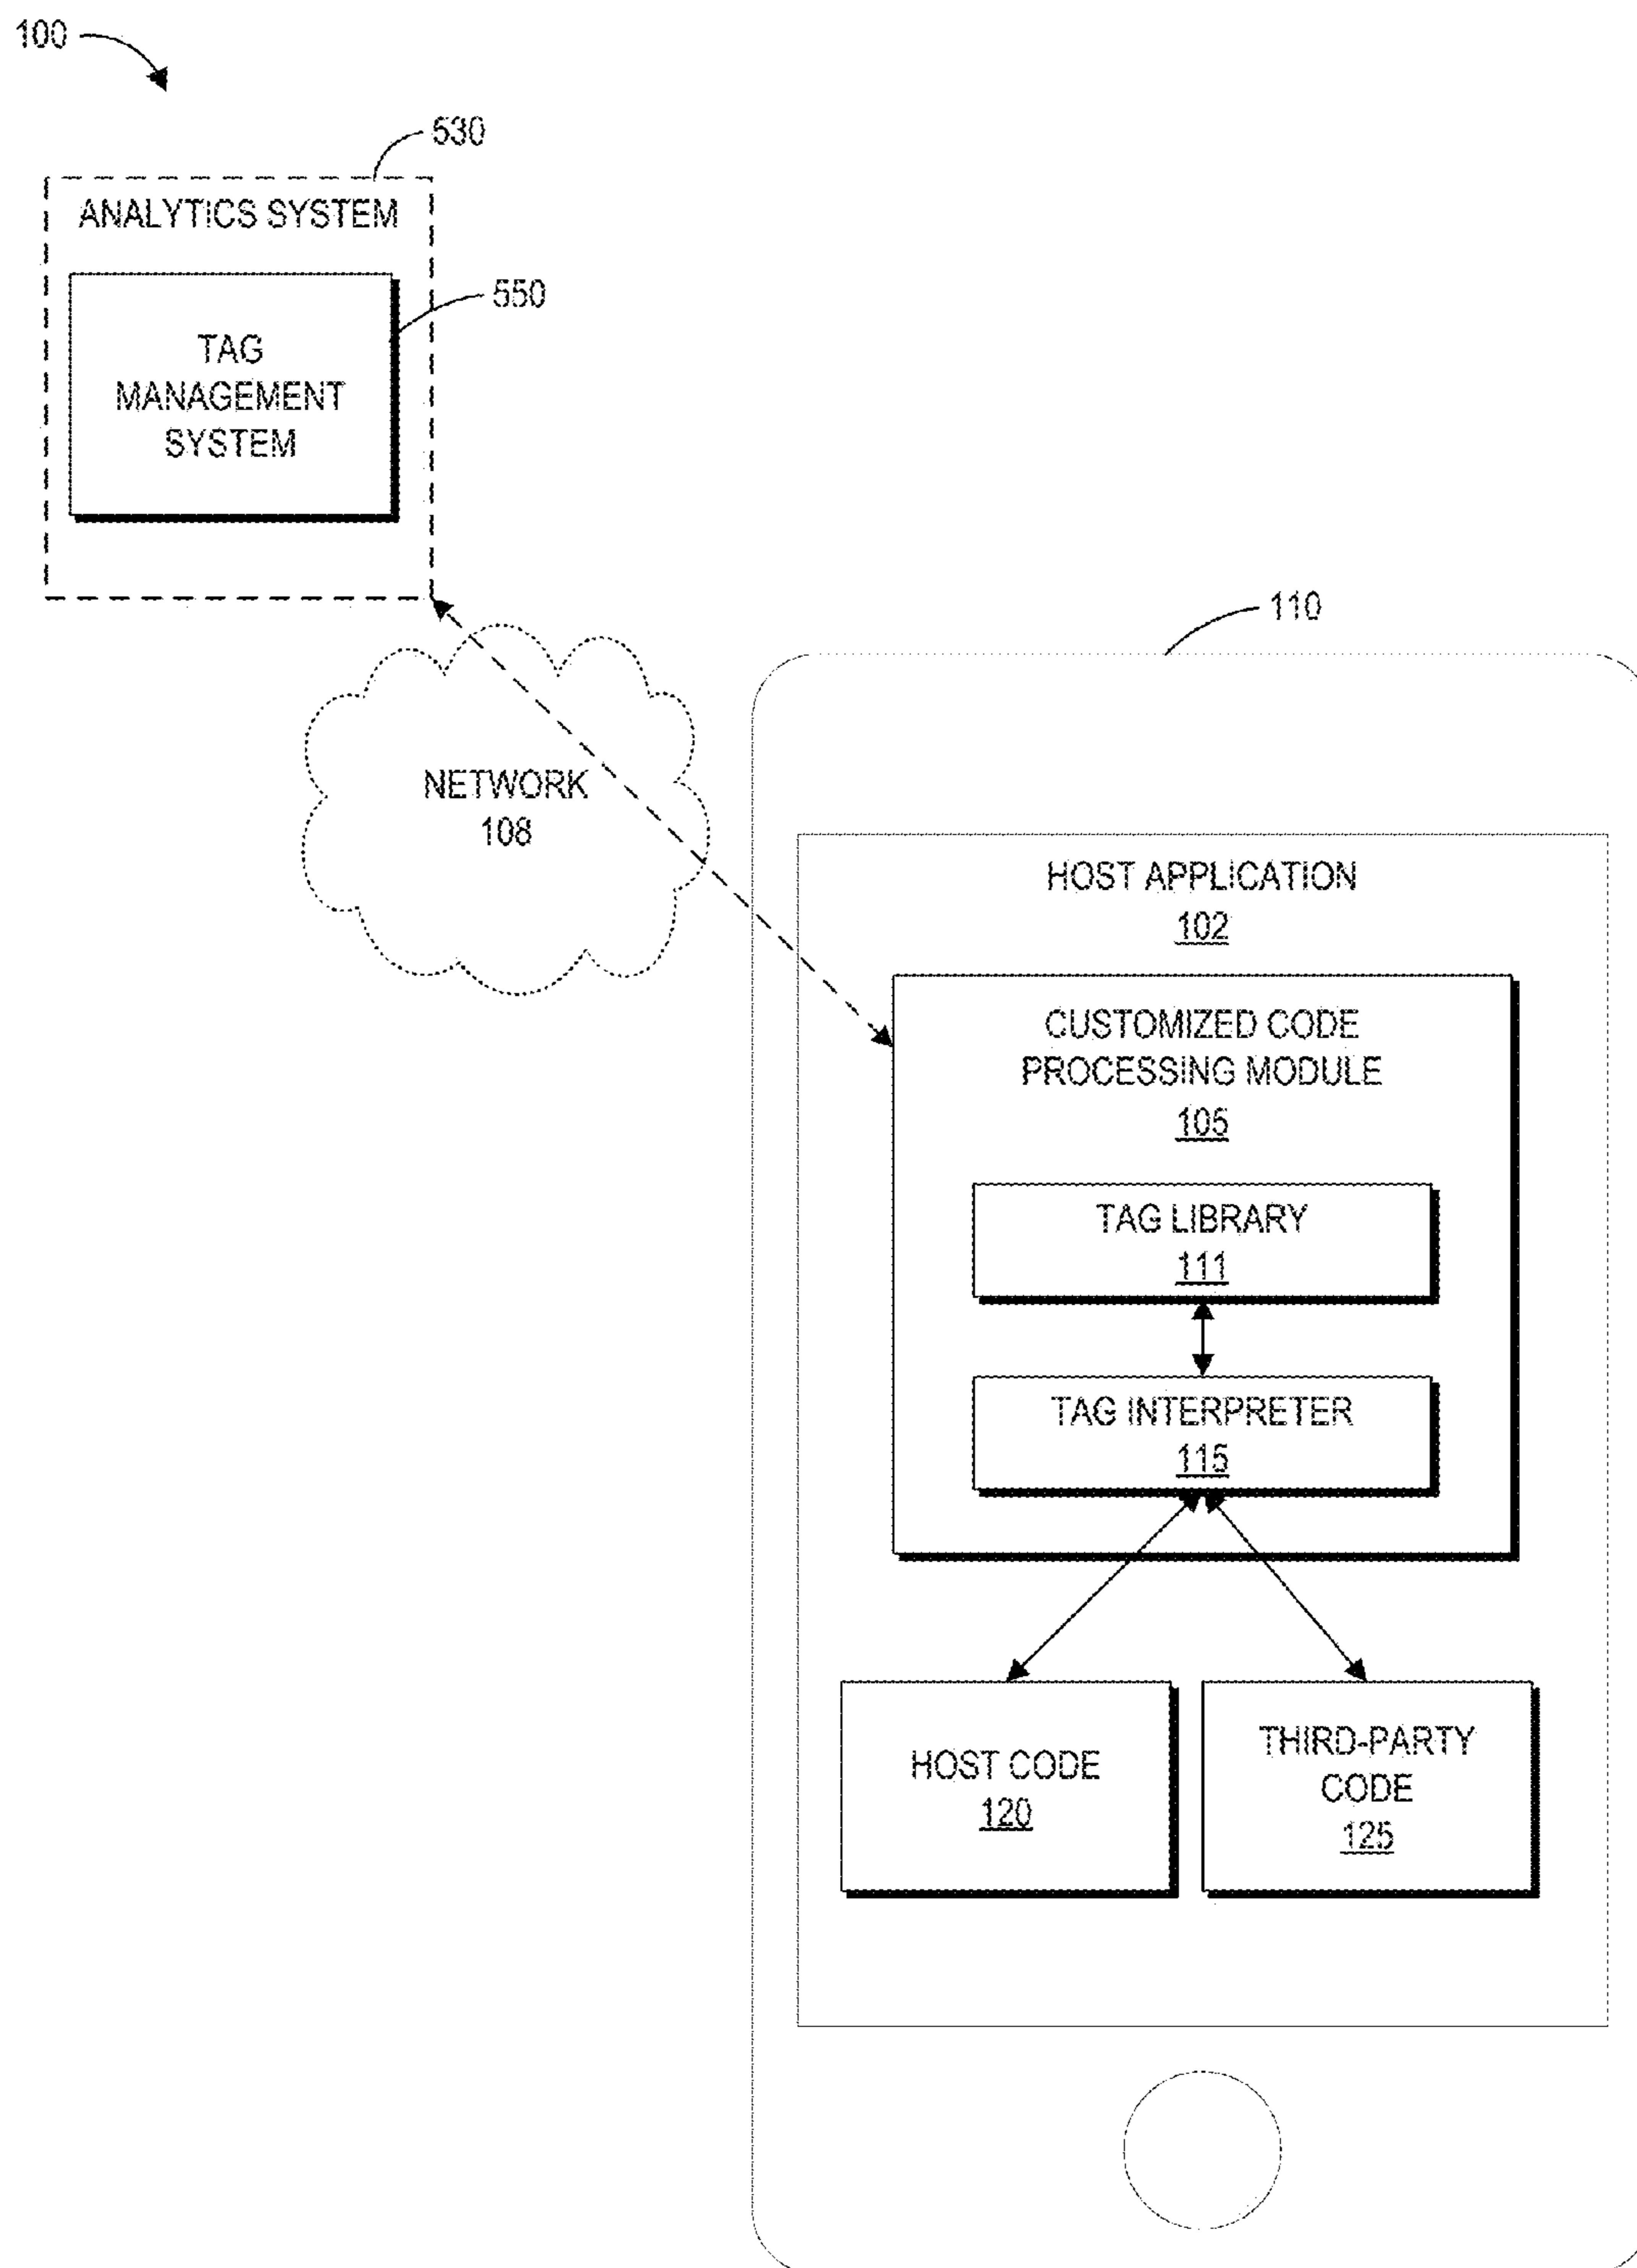 100
530
ANALYTICS SYSTEM
550
TAG
MANAGEMENT
SYSTEM
110
NETWORK
108
HOST APPLICATION
102
CUSTOMIZED CODE
PROCESSING MODULE
105
TAG LIBRARY
111
TAG INTERPRETER
115
HOST CODE
120
THIRD-PARTY
CODE
125